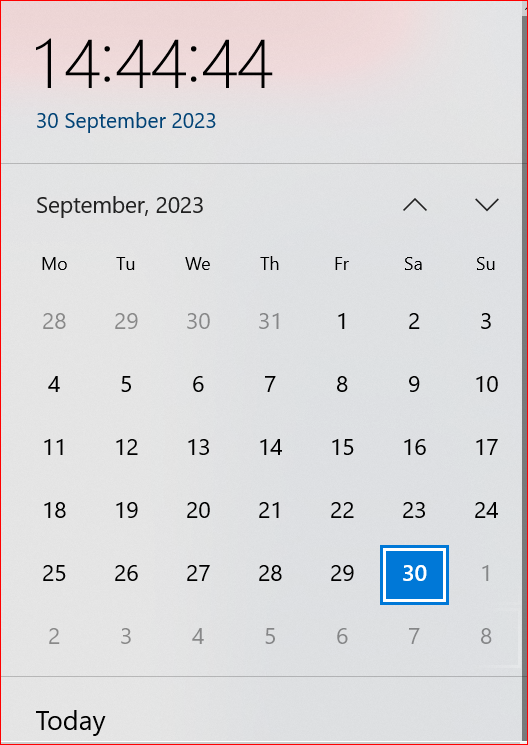 14:44:44
30 September 2023
September, 2023
Mo Tu We Th Fr Sa Su
28 29 30 31 1 2 3
4 5 6 7 8 9 10
11 12 13 14 15 16 17
18 19 20 21 22 23 24
25 26 27 28 29 30 1
2 3 4 5 6 7 8
Today